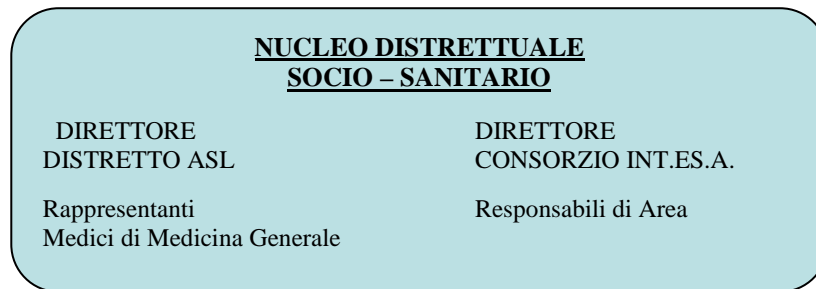 NUCLEO DISTRETTUALE
SOCIO – SANITARIO
DIRETTORE
DISTRETTO ASL
Rappresentanti
Medici di Medicina Generale
DIRETTORE
CONSORZIO INT.ES.A.
Responsabili di Area